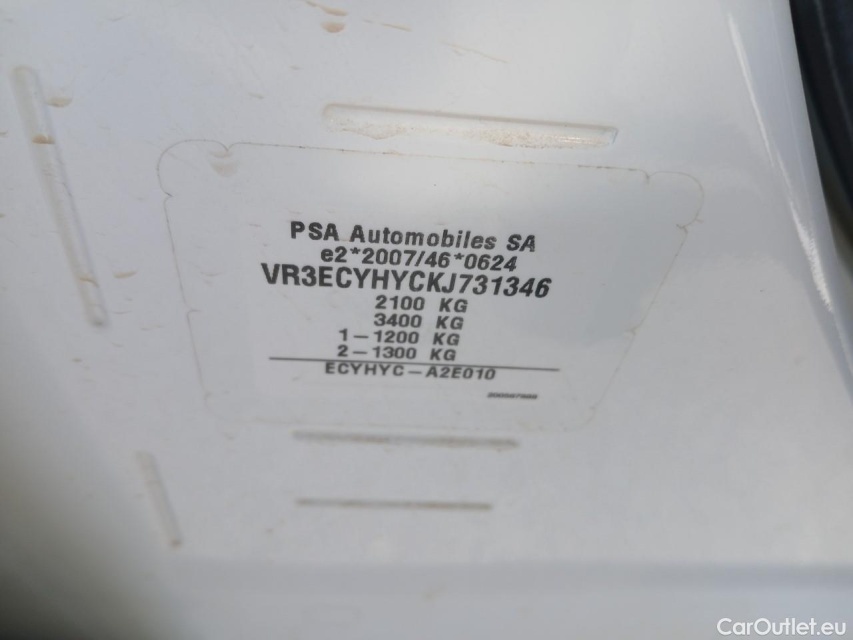 PSA Automobiles SA
e2*2007/46*0624
VR3ECYHYCKJ731346
2100 KG
3400 KG
1-1200 KG
2-1300 KG
ECYHYC-A2E010
CarOutlet.eu